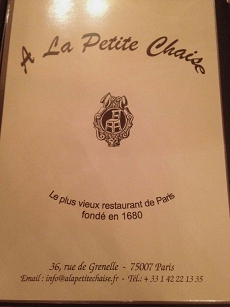 A La Petite Chaise
Le plus vieux restaurant de Paris
fondé en 1680
36, rue de Grenelle - 75007 Paris
Email : info@alapetitechaise.fr - Tél.: + 33 1 42 22 13 35